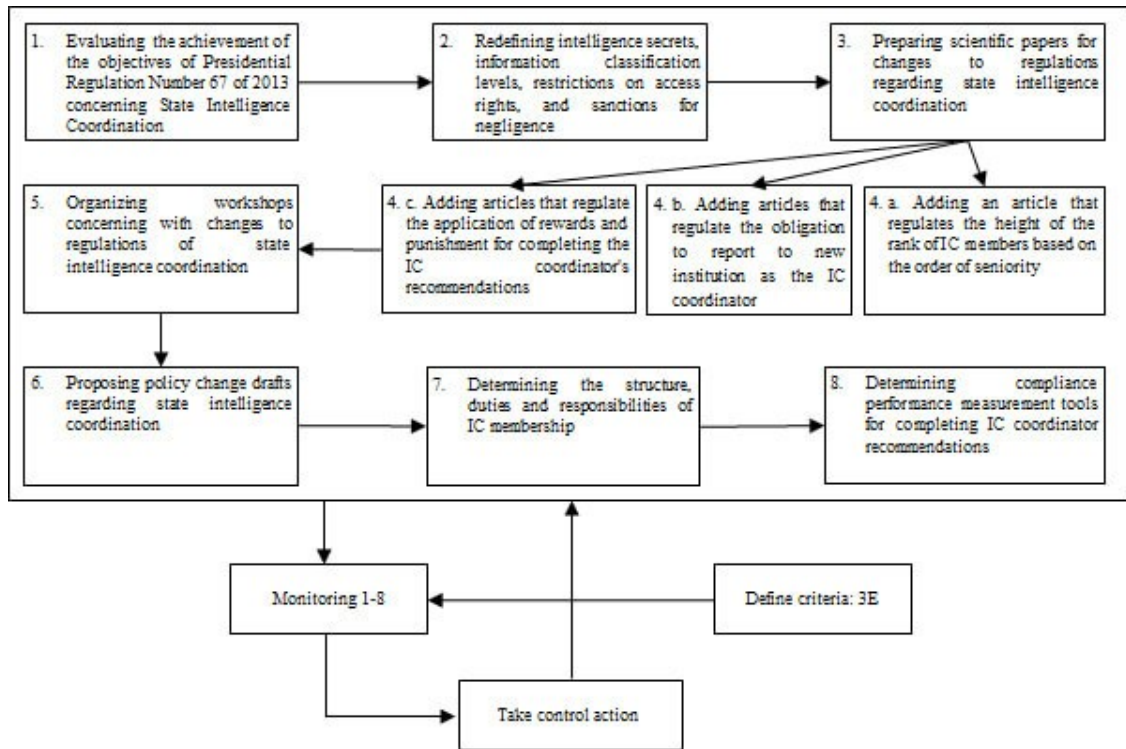 1. Evaluating the achievement of
the objectives of Presidential
Regulation Number 67 of 2013
concerning State Intelligence
Coordination
2. Redefining intelligence secrets,
information classification
levels, restrictions on access
rights, and sanctions for
negligence
3. Preparing scientific papers for
changes to regulations
regarding state intelligence
coordination
5. Organizing workshops
concerning with changes to
regulations of state
intelligence coordination
4. c. Adding articles that regulate
the application of rewards and
punishment for completing the
IC coordinator's
recommendations
4. b. Adding articles that
regulate the obligation
to report to new
institution as the IC
coordinator
4. a. Adding an article that
regulates the height of the
rank of IC members based on
the order of seniority
6. Proposing policy change drafts
regarding state intelligence
coordination
7. Determining the structure,
duties and responsibilities of
IC membership
8. Determining compliance
performance measurement tools
for completing IC coordinator
recommendations
Monitoring 1-8
Define criteria: 3E
Take control action